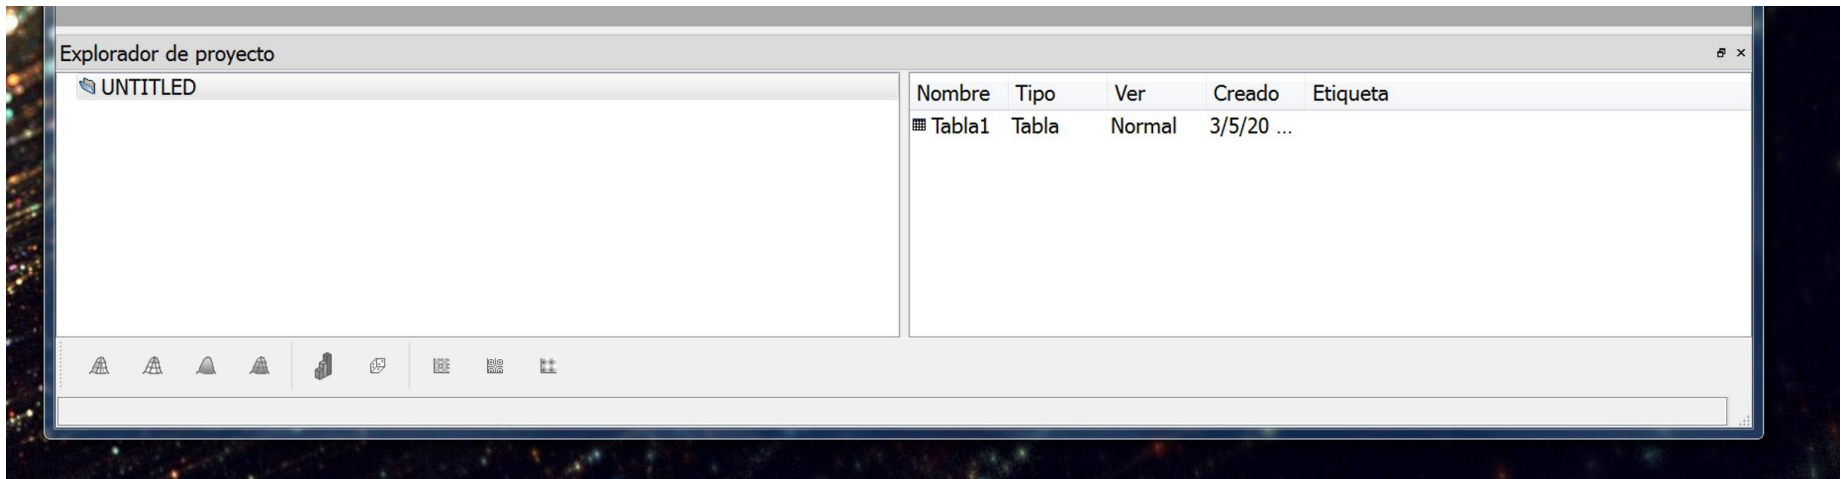 Explorador de proyecto
UNTITLED
Nombre Tipo Ver Creado Etiqueta
Tabla1 Tabla Normal 3/5/20 ...